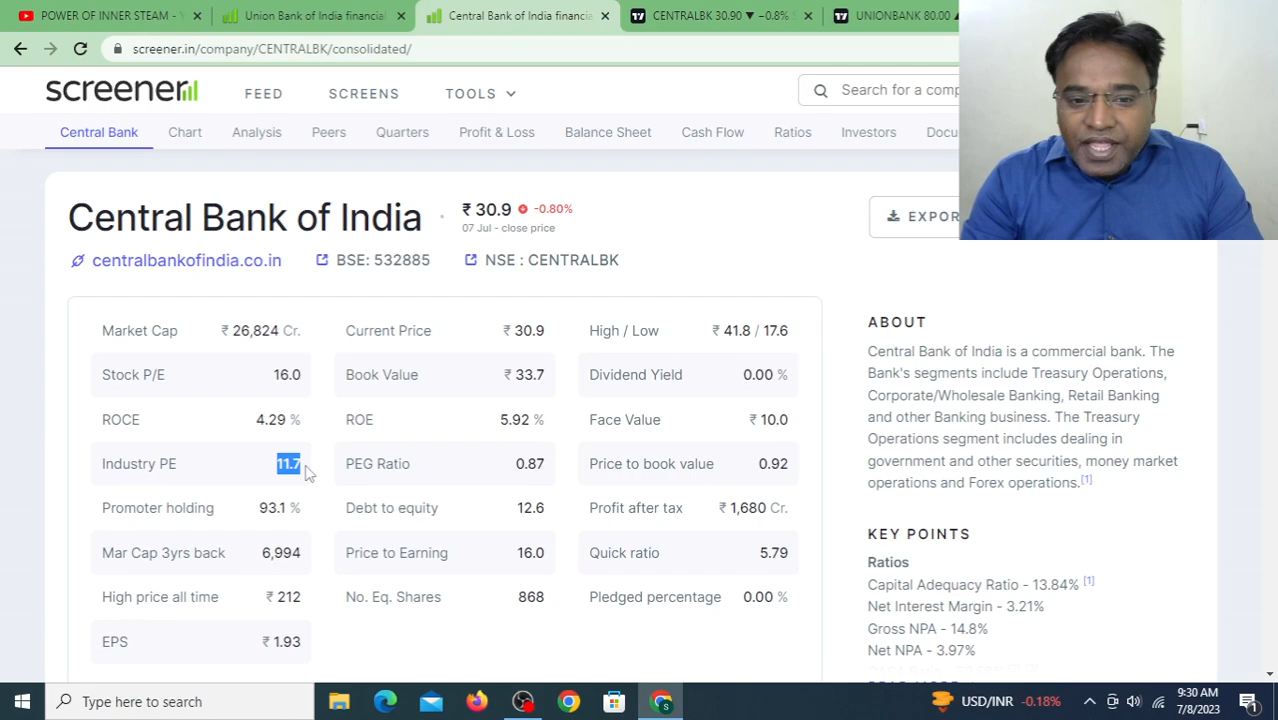 POWER OF INNER STEAM - Y
Union Bank of India financial
Central Bank of India financia
CENTRALBK 30.90 ▼ −0.8%
UNIONBANK 80.00 ▲
screener.in/company/CENTRALBK/consolidated/
screener
FEED
SCREENS
TOOLS
Search for a comp
Central Bank
Chart
Analysis
Peers
Quarters
Profit & Loss
Balance Sheet
Cash Flow
Ratios
Investors
Docu
Central Bank of India
₹ 30.9 -0.80%
07 Jul - close price
EXPOR
centralbankofindia.co.in
BSE: 532885
NSE : CENTRALBK
Market Cap ₹ 26,824 Cr.
Current Price ₹ 30.9
High / Low ₹ 41.8 / 17.6
Stock P/E 16.0
Book Value ₹ 33.7
Dividend Yield 0.00 %
ROCE 4.29 %
ROE 5.92 %
Face Value ₹ 10.0
Industry PE 11.7
PEG Ratio 0.87
Price to book value 0.92
Promoter holding 93.1 %
Debt to equity 12.6
Profit after tax ₹ 1,680 Cr.
Mar Cap 3yrs back 6,994
Price to Earning 16.0
Quick ratio 5.79
High price all time ₹ 212
No. Eq. Shares 868
Pledged percentage 0.00 %
EPS ₹ 1.93
ABOUT
Central Bank of India is a commercial bank. The
Bank's segments include Treasury Operations,
Corporate/Wholesale Banking, Retail Banking
and other Banking business. The Treasury
Operations segment includes dealing in
government and other securities, money market
operations and Forex operations.[1]
KEY POINTS
Ratios
Capital Adequacy Ratio - 13.84% [1]
Net Interest Margin - 3.21%
Gross NPA - 14.8%
Net NPA - 3.97%
Type here to search
USD/INR -0.18%
9:30 AM
7/8/2023
1